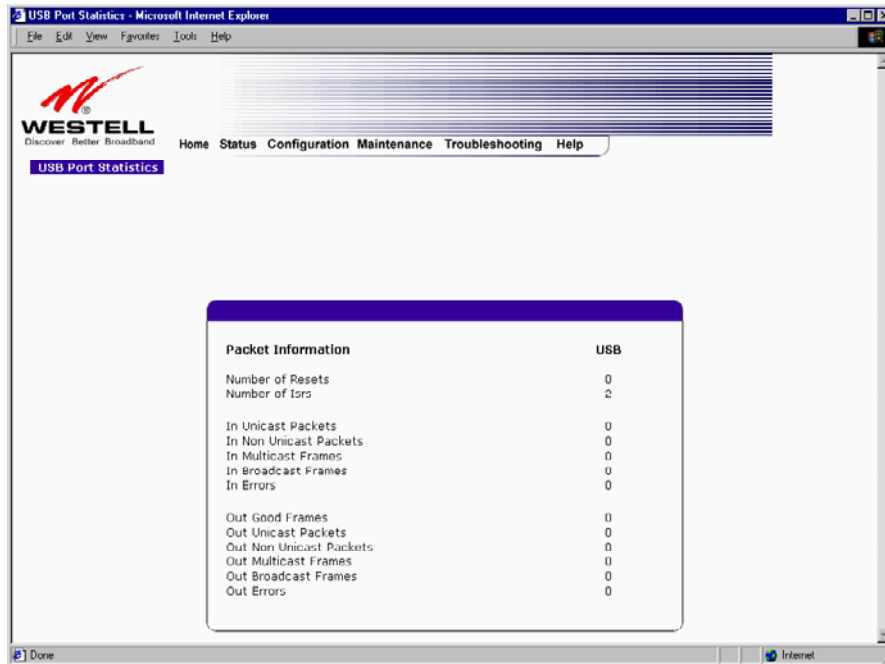 USB Port Statistics - Microsoft Internet Explorer
File Edit View Favorites Tools Help
WESTELL
®
Discover Better Broadband
Home Status Configuration Maintenance Troubleshooting Help
USB Port Statistics
Packet Information USB
Number of Resets 0
Number of Isrs 2
In Unicast Packets 0
In Non Unicast Packets 0
In Multicast Frames 0
In Broadcast Frames 0
In Errors 0
Out Good Frames 0
Out Unicast Packets 0
Out Non Unicast Packets 0
Out Multicast Frames 0
Out Broadcast Frames 0
Out Errors 0
Done Internet